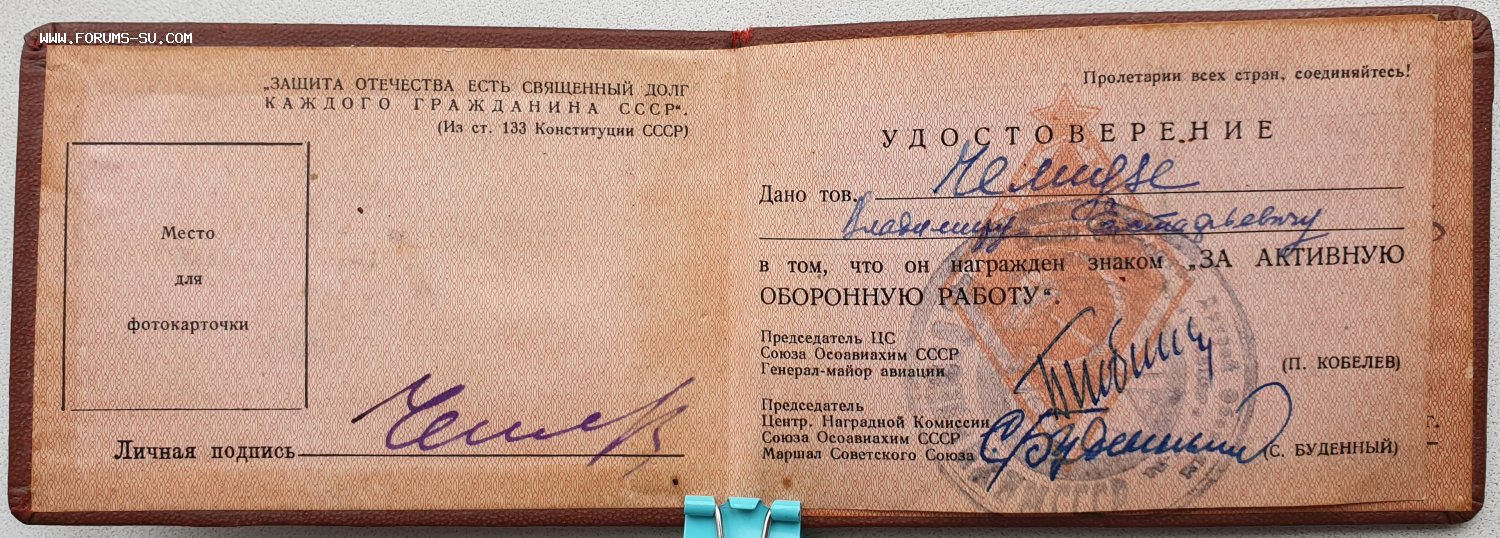 WWW.FORUMS-SU.COM
„ЗАЩИТА ОТЕЧЕСТВА ЕСТЬ СВЯЩЕННЫЙ ДОЛГ
КАЖДОГО ГРАЖДАНИНА СССР“.
(Из ст. 133 Конституции СССР)
Место
для
фотокарточки
Личная подпись
Пролетарии всех стран, соединяйтесь!
УДОСТОВЕРЕНИЕ
Дано тов.
Владимиру
в том, что он награжден знаком „ЗА АКТИВНУЮ
ОБОРОННУЮ РАБОТУ“.
Председатель ЦС
Союза Осоавиахим СССР
Генерал-майор авиации
(П. КОБЕЛЕВ)
Председатель
Центр. Наградной Комиссии
Союза Осоавиахим СССР
Маршал Советского Союза
С. Буденный
(С. БУДЕННЫЙ)